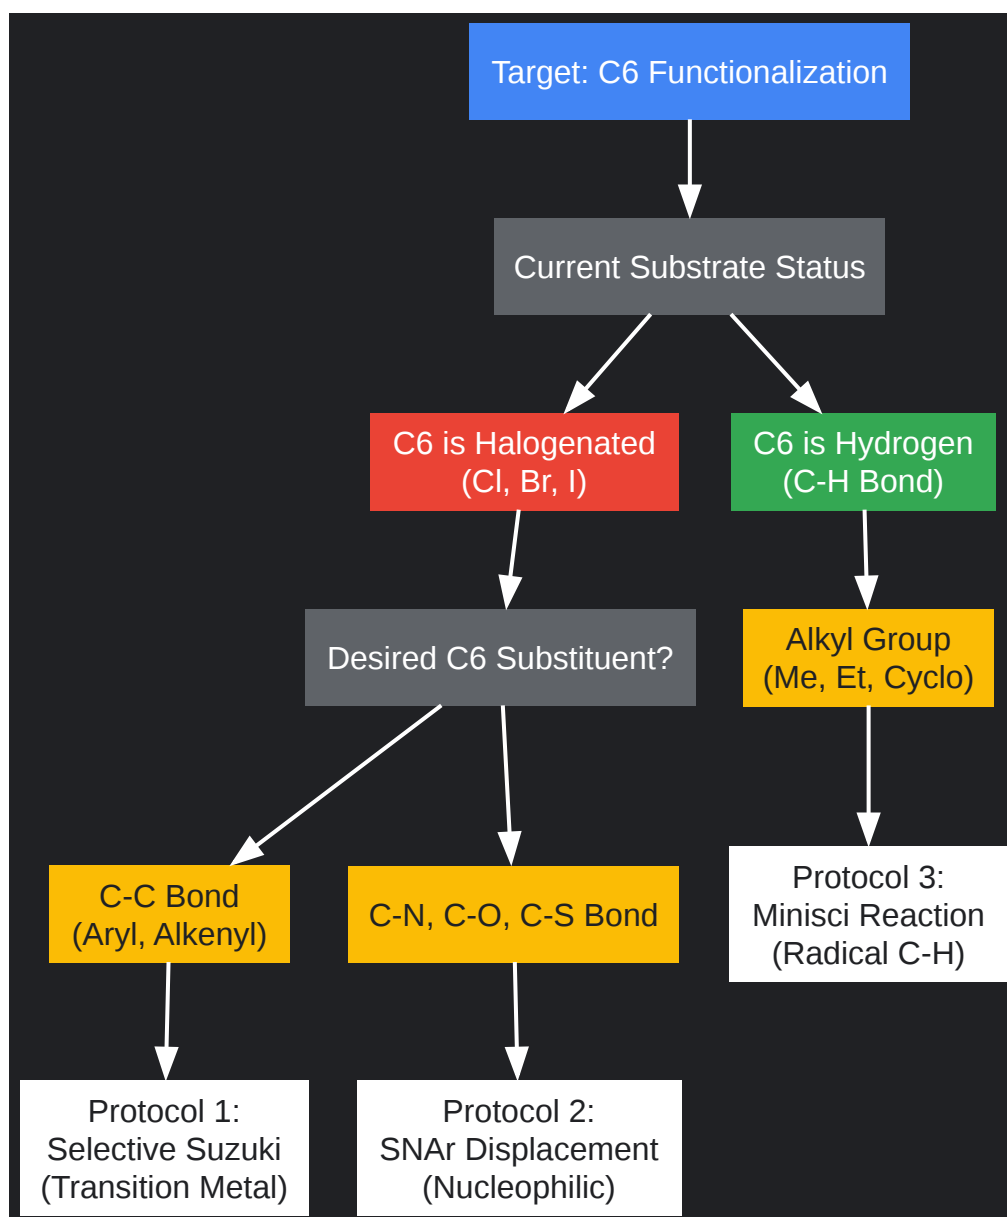 Target: C6 Functionalization
Current Substrate Status
C6 is Halogenated
(Cl, Br, I)
C6 is Hydrogen
(C-H Bond)
Desired C6 Substituent?
Alkyl Group
(Me, Et, Cyclo)
C-C Bond
(Aryl, Alkenyl)
C-N, C-O, C-S Bond
Protocol 3:
Minisci Reaction
(Radical C-H)
Protocol 1:
Selective Suzuki
(Transition Metal)
Protocol 2:
SNAr Displacement
(Nucleophilic)